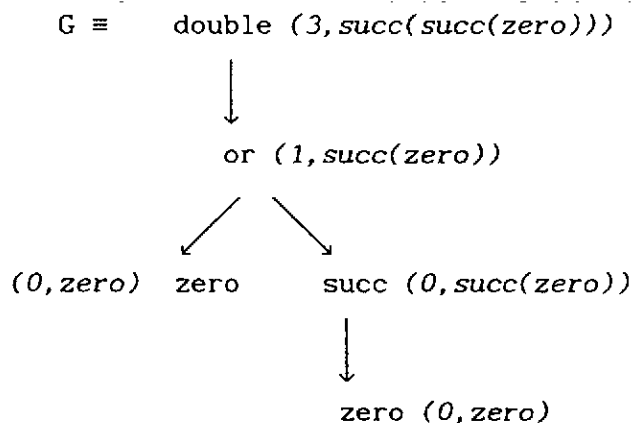 G ≡ double (3,succ(succ(zero)))
or (1,succ(zero))
(0,zero) zero succ (0,succ(zero))
zero (0,zero)